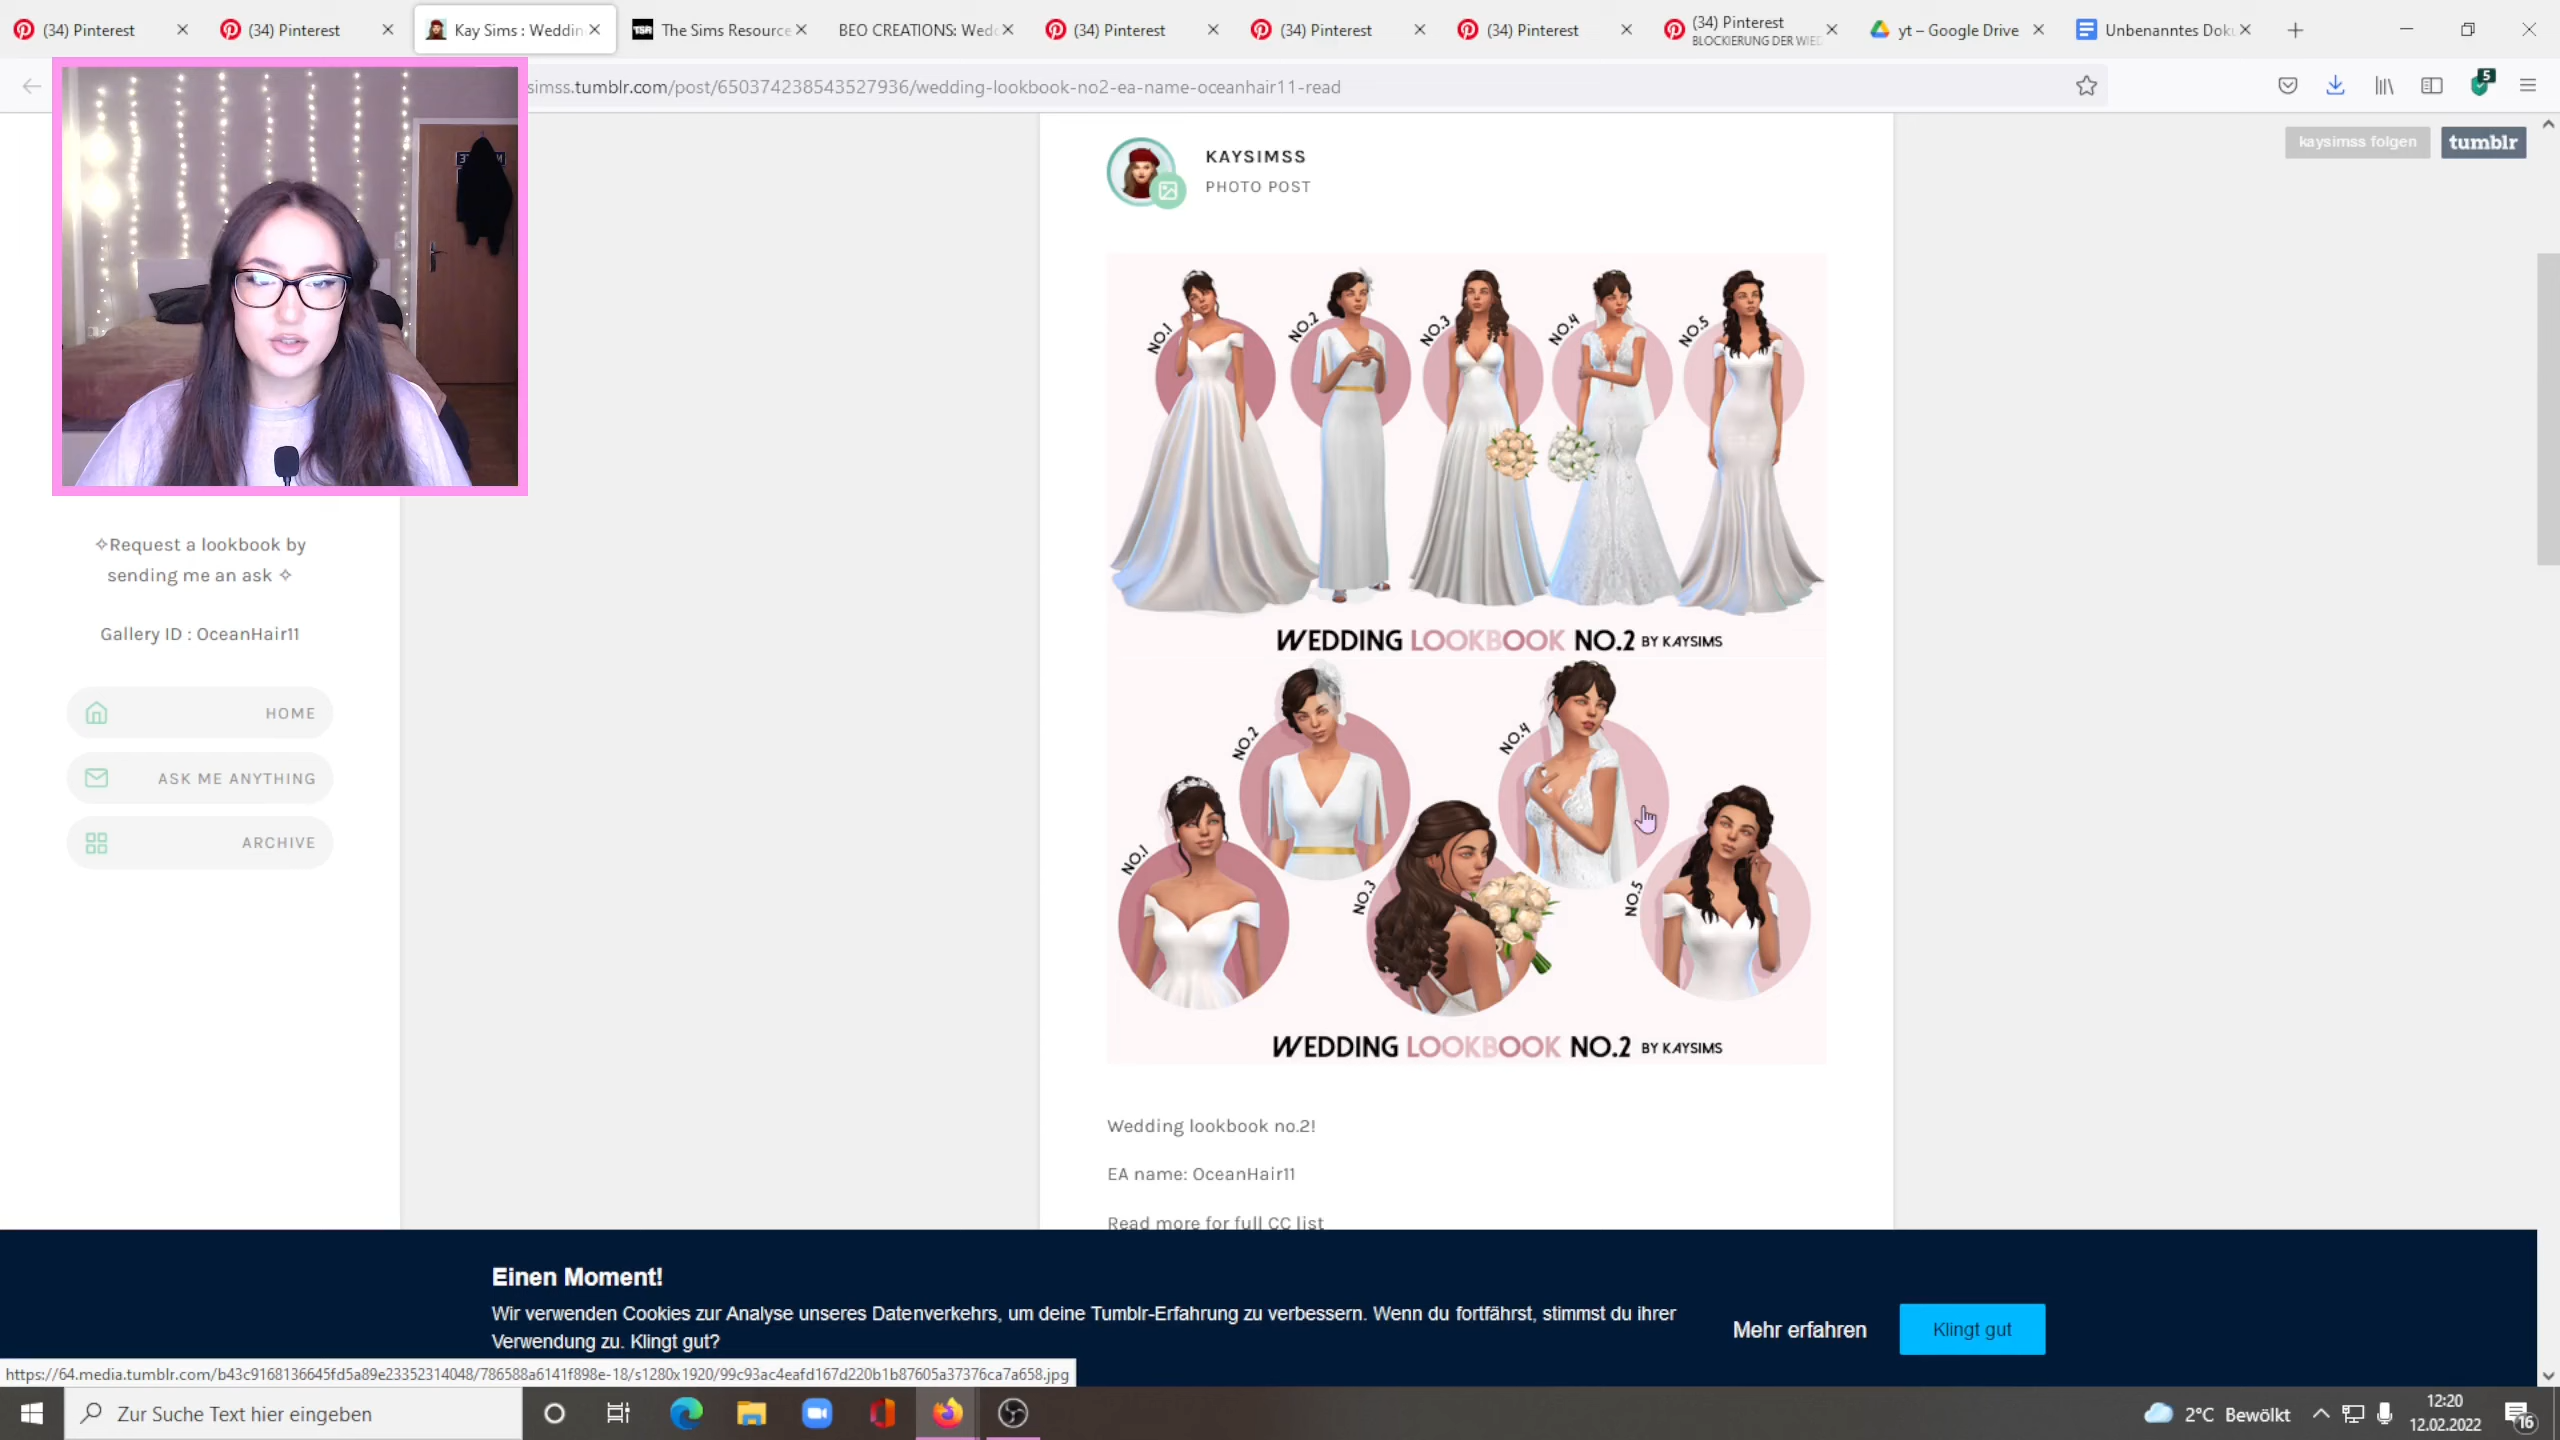 (34) Pinterest
(34) Pinterest
Kay Sims : Weddin
TSR The Sims Resource
BEO CREATIONS: Wed
(34) Pinterest
(34) Pinterest
(34) Pinterest
(34) Pinterest
BLOCKIERUNG DER WIED
yt – Google Drive
Unbenanntes Dok
simss.tumblr.com/post/650374238543527936/wedding-lookbook-no2-ea-name-oceanhair11-read
5
kaysimss folgen
tumblr
KAYSIMSS
PHOTO POST
NO.1
NO.2
NO.3
NO.4
NO.5
WEDDING LOOKBOOK NO.2 BY KAYSIMS
NO.2
NO.4
NO.1
NO.3
NO.5
WEDDING LOOKBOOK NO.2 BY KAYSIMS
✧Request a lookbook by
sending me an ask ✧
Gallery ID : OceanHair11
HOME
ASK ME ANYTHING
ARCHIVE
Wedding lookbook no.2!
EA name: OceanHair11
Read more for full CC list
Einen Moment!
Wir verwenden Cookies zur Analyse unseres Datenverkehrs, um deine Tumblr-Erfahrung zu verbessern. Wenn du fortfährst, stimmst du ihrer
Verwendung zu. Klingt gut?
Mehr erfahren
Klingt gut
https://64.media.tumblr.com/b43c9168136645fd5a89e23352314048/786588a6141f898e-18/s1280x1920/99c93ac4eafd167d220b1b87605a37376ca7a658.jpg
Zur Suche Text hier eingeben
2°C Bewölkt
12:20
12.02.2022
16